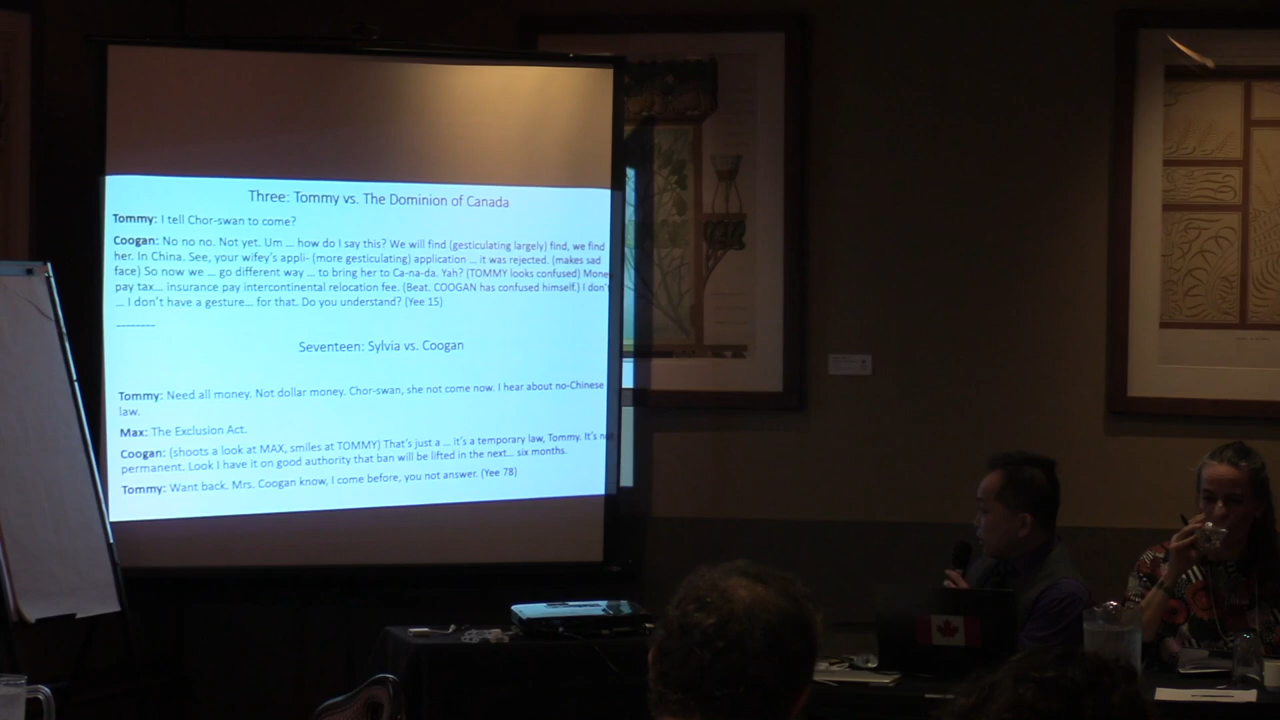 Three: Tommy vs. The Dominion of Canada
Tommy: I tell Chor-swan to come?
Coogan: No no no. Not yet. Um ... how do I say this? We will find (gesticulating largely) find, we find
her. In China. See, your wifey's appli- (more gesticulating) application ... it was rejected. (makes sad
face) So now we ... go different way ... to bring her to Ca-na-da. Yah? (TOMMY looks confused) Mone
pay tax... insurance pay intercontinental relocation fee. (Beat. COOGAN has confused himself.) I don't
... I don't have a gesture... for that. Do you understand? (Yee 15)
--------
Seventeen: Sylvia vs. Coogan
Tommy: Need all money. Not dollar money. Chor-swan, she not come now. I hear about no-Chinese
law.
Max: The Exclusion Act.
Coogan: (shoots a look at MAX, smiles at TOMMY) That's just a ... it's a temporary law, Tommy. It's not
permanent. Look I have it on good authority that ban will be lifted in the next... six months.
Tommy: Want back. Mrs. Coogan know, I come before, you not answer. (Yee 78)